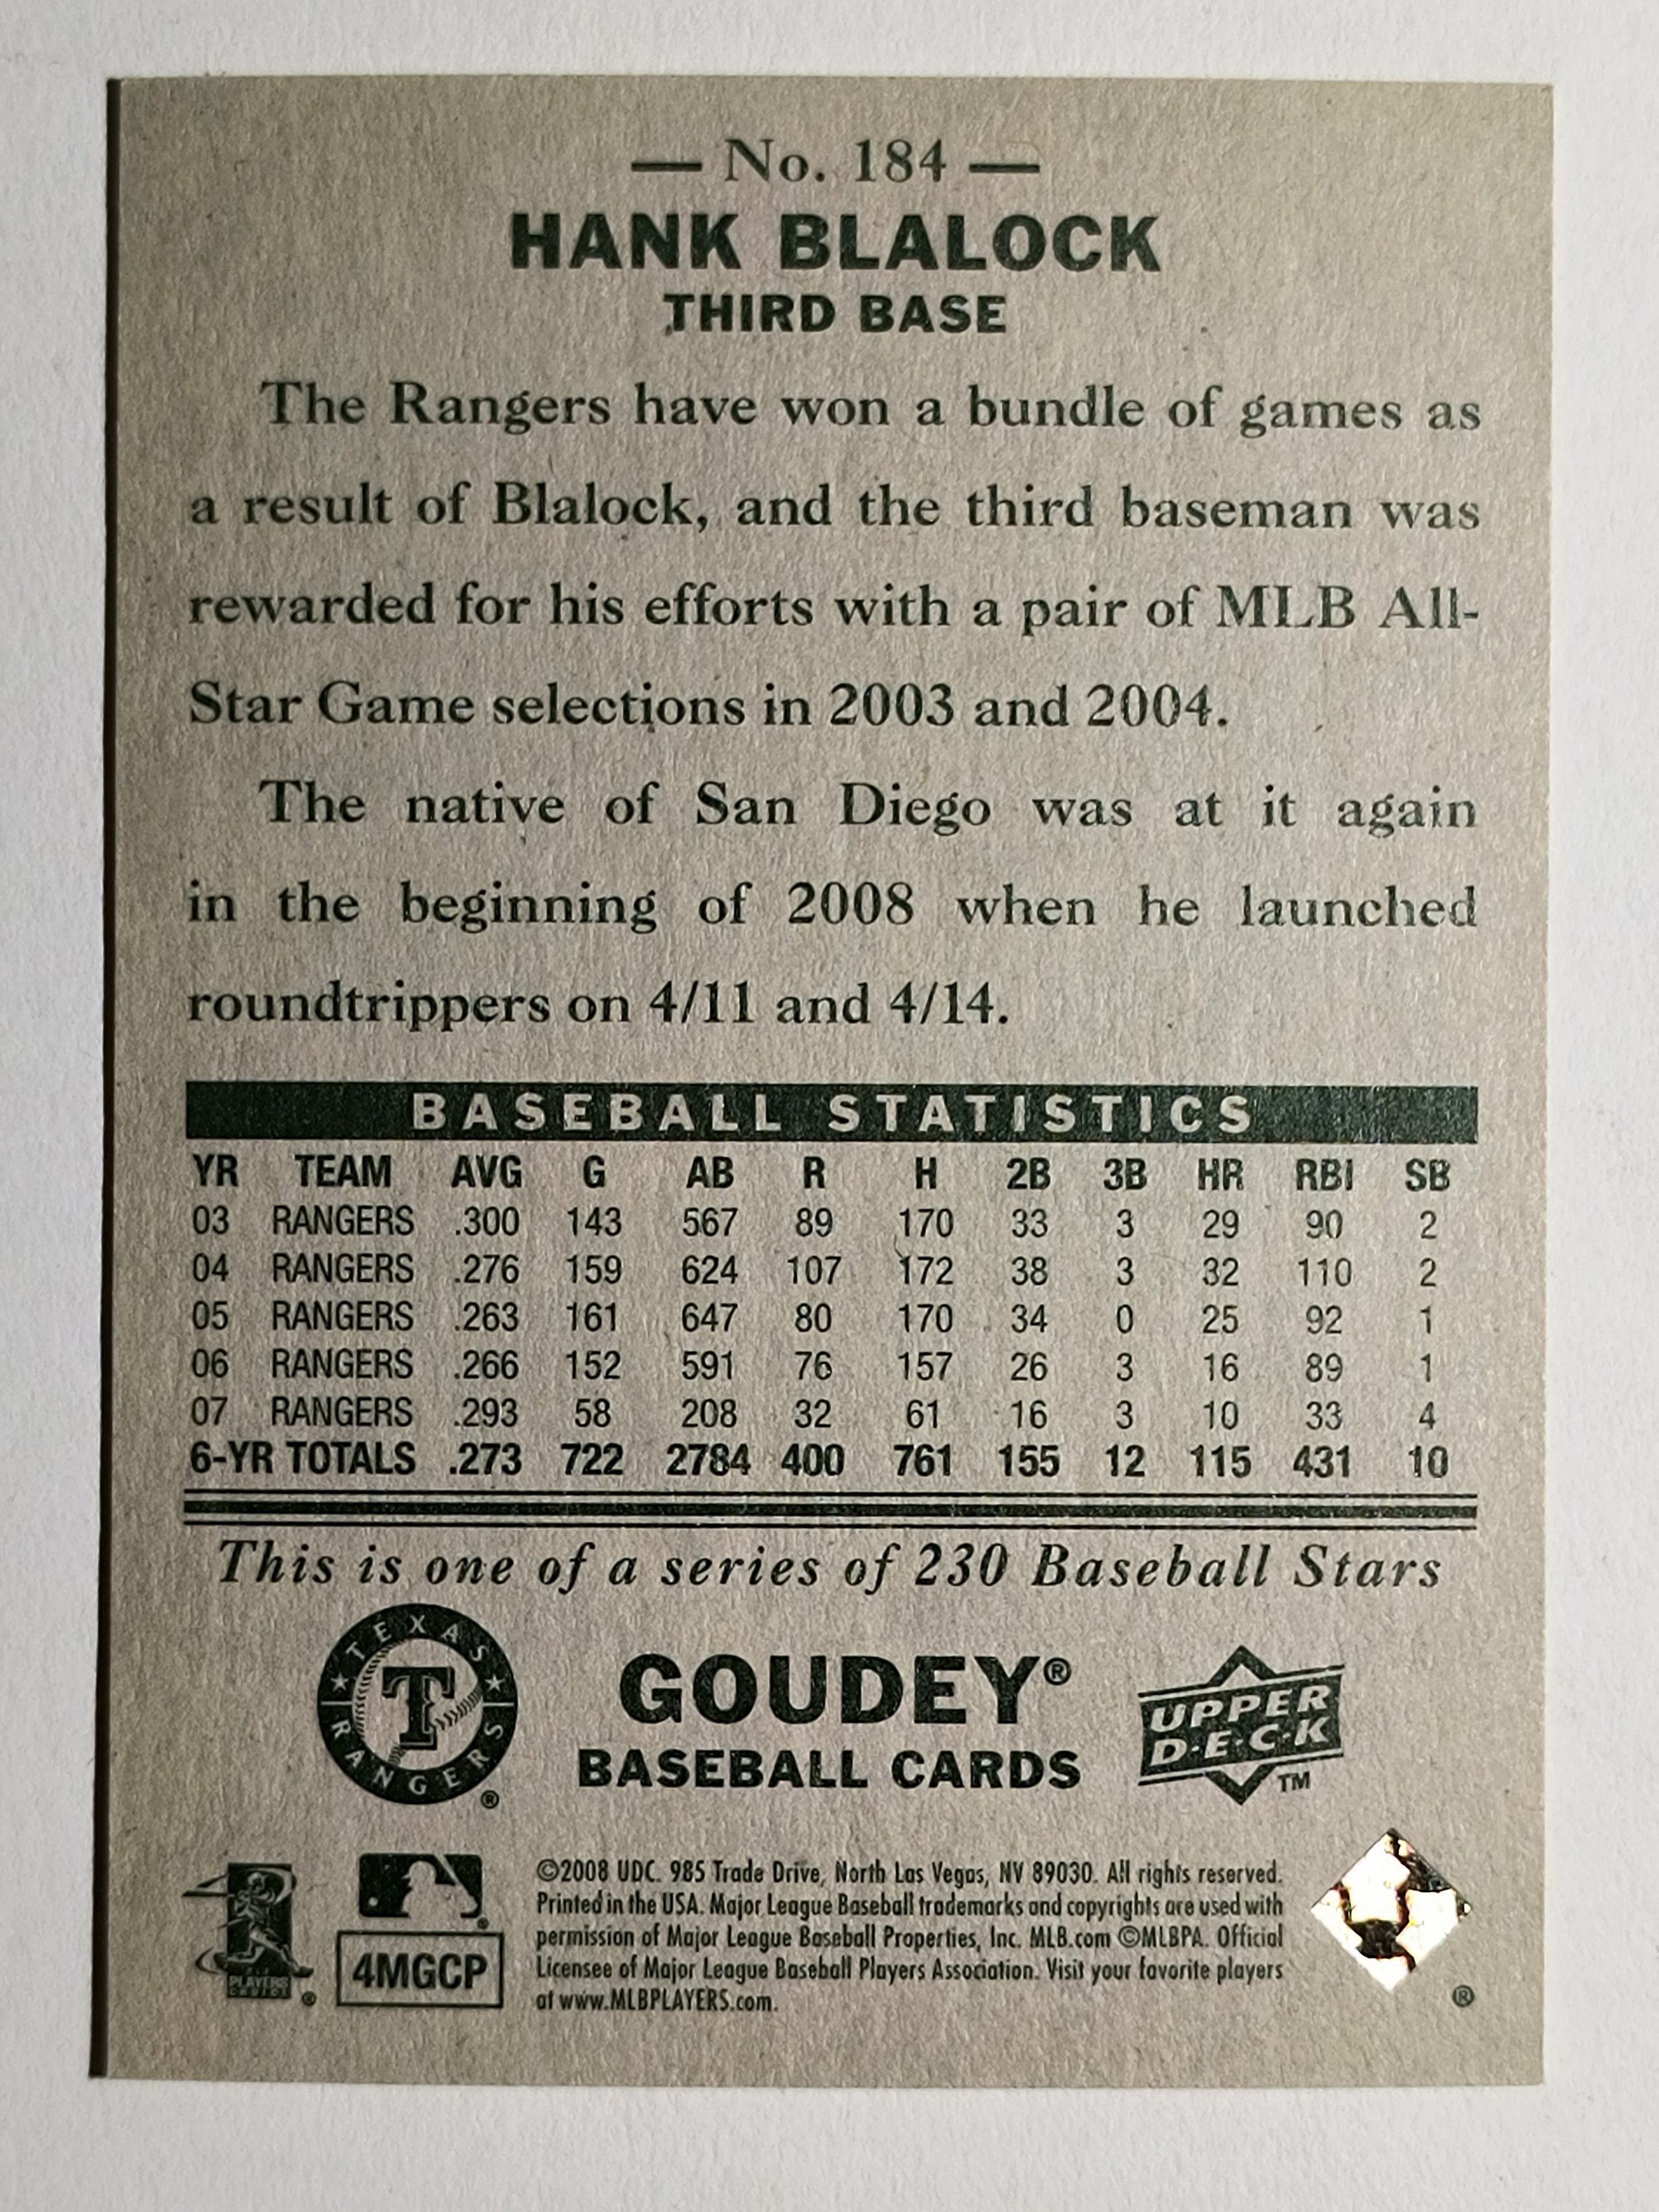 — No. 184 —
HANK BLALOCK
THIRD BASE
The Rangers have won a bundle of games as
a result of Blalock, and the third baseman was
rewarded for his efforts with a pair of MLB All-
Star Game selections in 2003 and 2004.
The native of San Diego was at it again
in the beginning of 2008 when he launched
roundtrippers on 4/11 and 4/14.
BASEBALL STATISTICS
YR TEAM AVG G AB R H 2B 3B HR RBI SB
03 RANGERS .300 143 567 89 170 33 3 29 90 2
04 RANGERS .276 159 624 107 172 38 3 32 110 2
05 RANGERS .263 161 647 80 170 34 0 25 92 1
06 RANGERS .266 152 591 76 157 26 3 16 89 1
07 RANGERS .293 58 208 32 61 16 3 10 33 4
6-YR TOTALS .273 722 2784 400 761 155 12 115 431 10
This is one of a series of 230 Baseball Stars
TEXAS
T
RANGERS
®
GOUDEY®
BASEBALL CARDS
UPPER
D·E·C·K
TM
PLAYERS
CHOICE
®
®
4MGCP
©2008 UDC. 985 Trade Drive, North Las Vegas, NV 89030. All rights reserved.
Printed in the USA. Major League Baseball trademarks and copyrights are used with
permission of Major League Baseball Properties, Inc. MLB.com ©MLBPA. Official
Licensee of Major League Baseball Players Association. Visit your favorite players
at www.MLBPLAYERS.com.
®